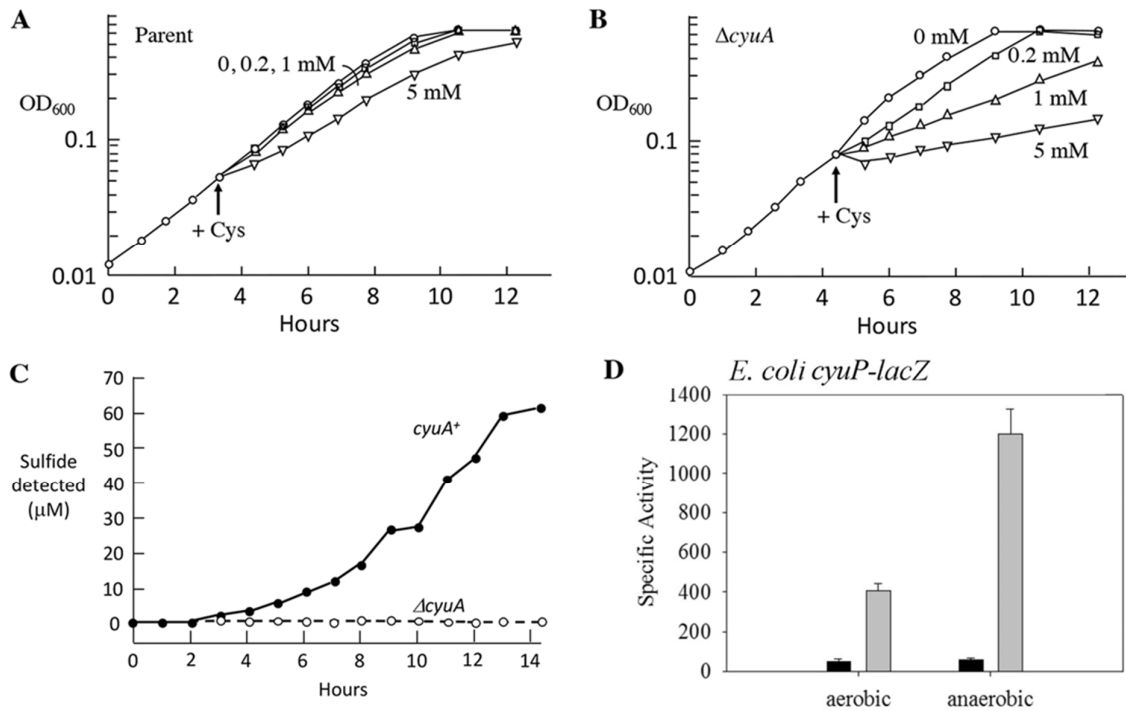 A
Parent
0, 0.2, 1 mM
5 mM
OD600
0.1
+ Cys
0.01
0 2 4 6 8 10 12
Hours
B
ΔcyuA
0 mM
0.2 mM
1 mM
5 mM
OD600
0.1
+ Cys
0.01
0 2 4 6 8 10 12
Hours
C
70
60
50
40
30
20
10
0
Sulfide
detected
(μM)
cyuA+
ΔcyuA
0 2 4 6 8 10 12 14
Hours
D
E. coli cyuP-lacZ
1400
1200
1000
800
600
400
200
0
Specific Activity
aerobic anaerobic